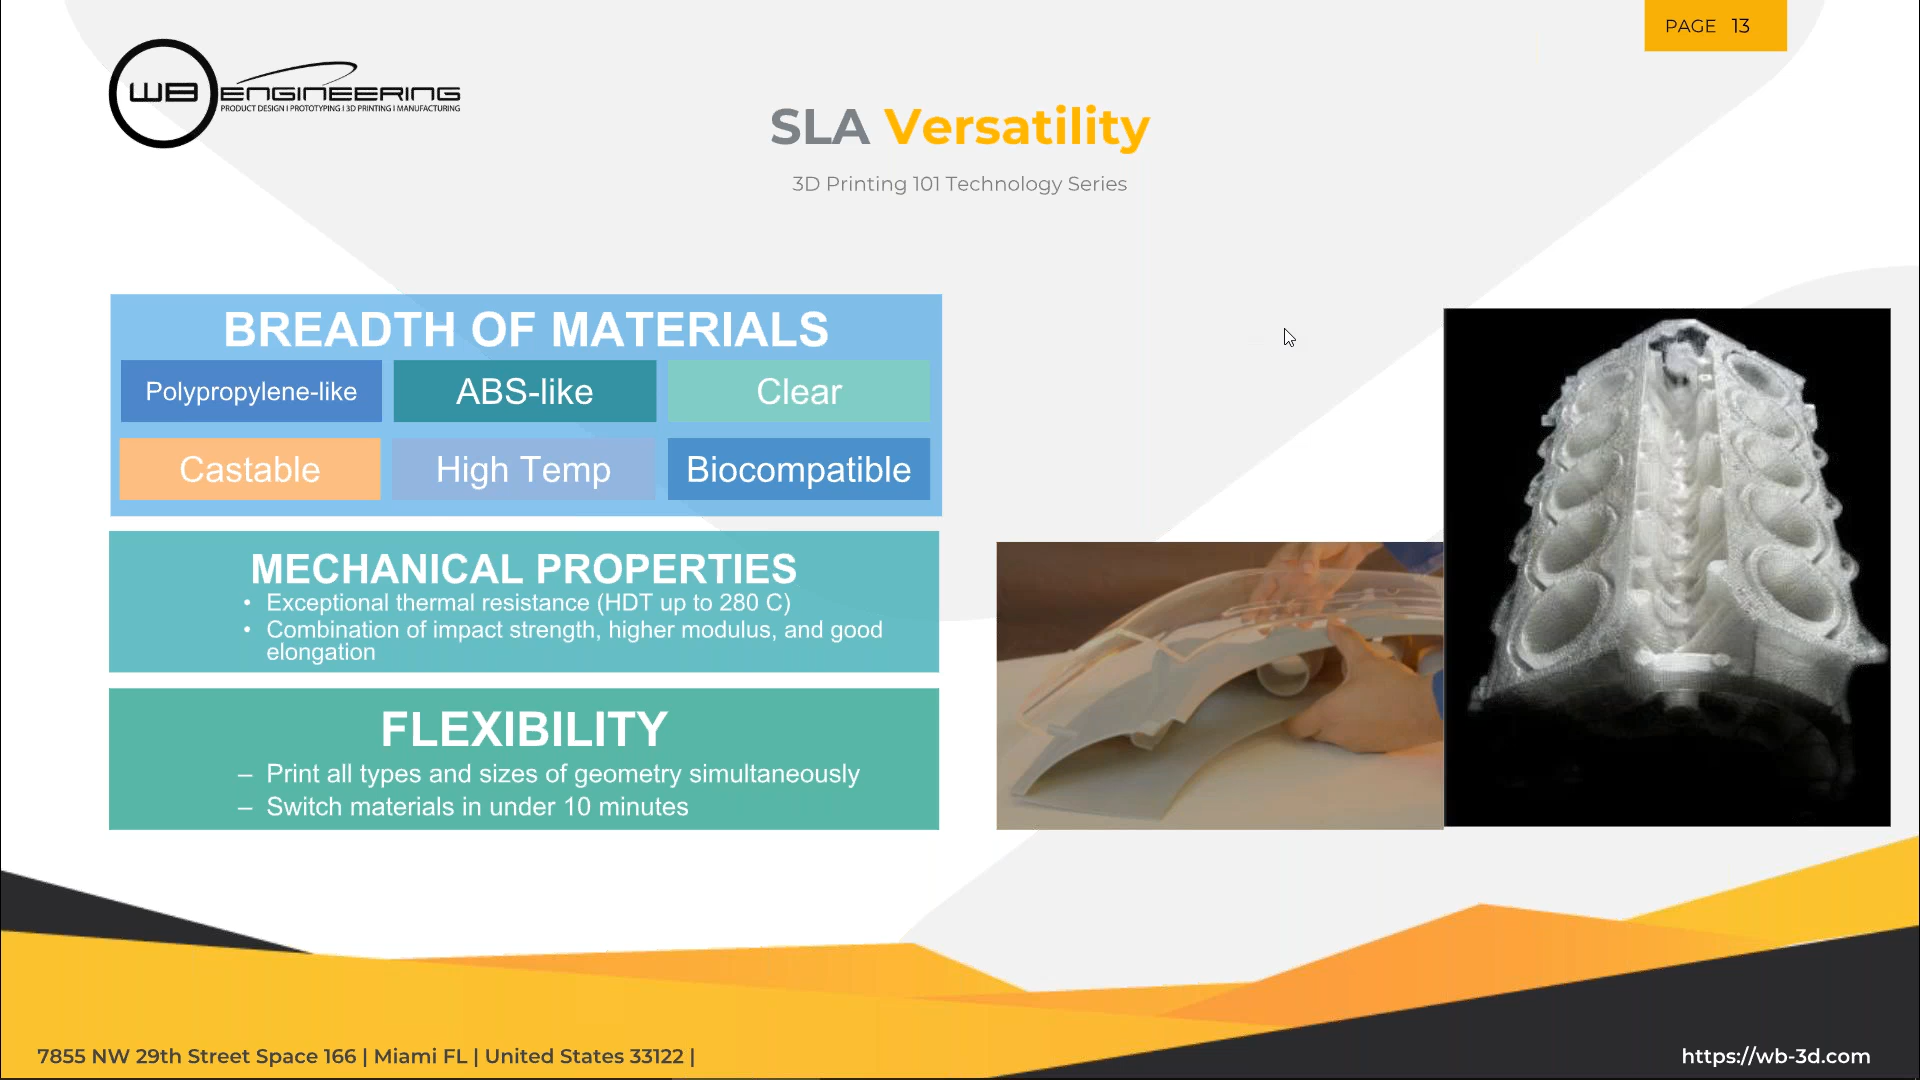 PAGE 13
WB ENGINEERING
PRODUCT DESIGN I PROTOTYPING I 3D PRINTING I MANUFACTURING
SLA Versatility
3D Printing 101 Technology Series
BREADTH OF MATERIALS
Polypropylene-like ABS-like Clear
Castable High Temp Biocompatible
MECHANICAL PROPERTIES
• Exceptional thermal resistance (HDT up to 280 C)
• Combination of impact strength, higher modulus, and good
elongation
FLEXIBILITY
– Print all types and sizes of geometry simultaneously
– Switch materials in under 10 minutes
7855 NW 29th Street Space 166 | Miami FL | United States 33122 |
https://wb-3d.com